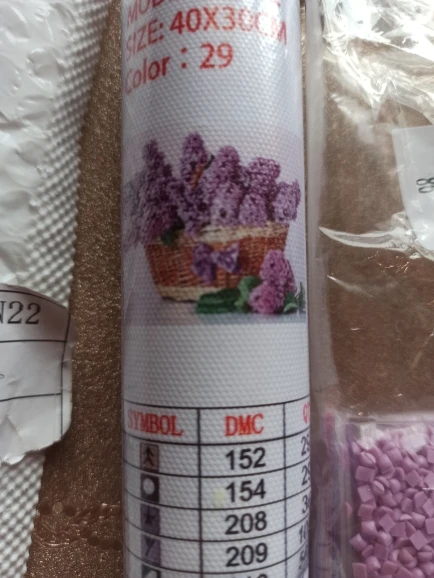 SIZE: 40X30CM
Color : 29
N22
SYMBOL DMC
152
154
208
209